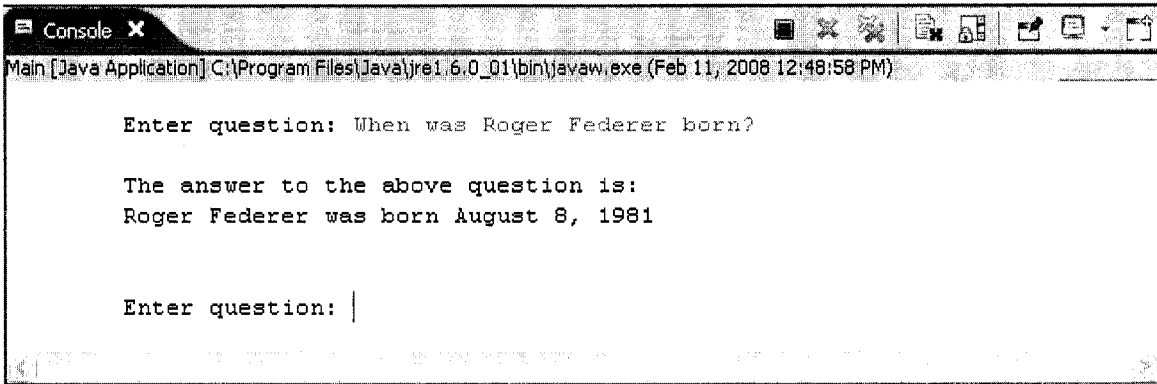 Console
Main [Java Application] C:\Program Files\Java\jre1.6.0_01\bin\javaw.exe (Feb 11, 2008 12:48:58 PM)
Enter question: When was Roger Federer born?
The answer to the above question is:
Roger Federer was born August 8, 1981
Enter question: